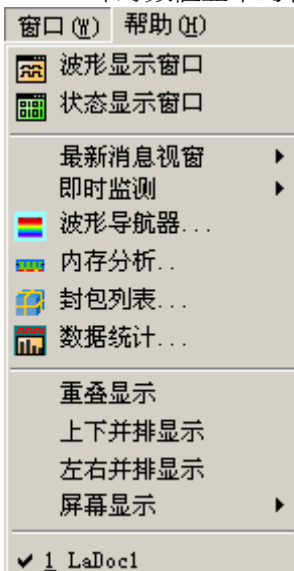 窗口(W) 帮助(H)
波形显示窗口
状态显示窗口
最新消息视窗
即时监测
波形导航器...
内存分析..
封包列表...
数据统计...
重叠显示
上下并排显示
左右并排显示
屏幕显示
✔ 1 LaDoc1